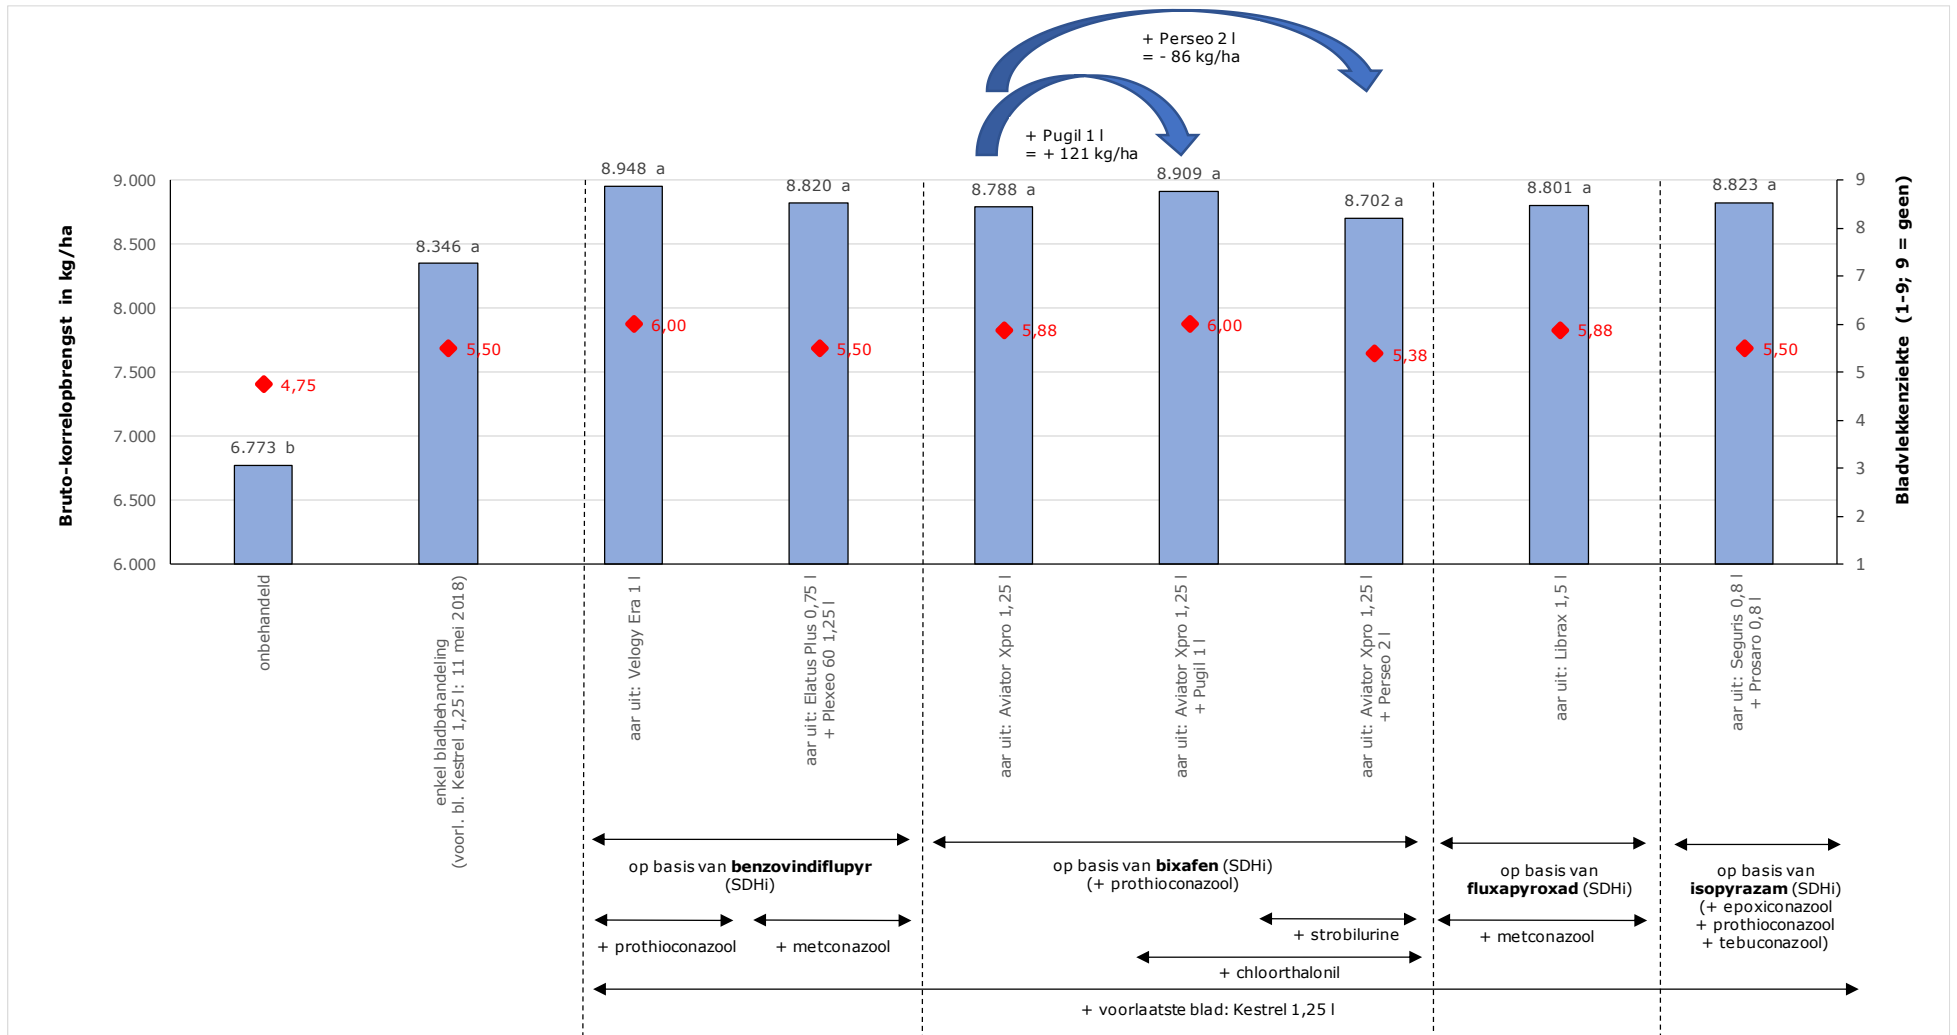 + Perseo 2 l
= - 86 kg/ha
+ Pugil 1 l
= + 121 kg/ha
Bruto-korrelopbrengst in kg/ha
9.000
8.500
8.000
7.500
7.000
6.500
6.000
6.773 b
8.346 a
8.948 a
8.820 a
8.788 a
8.909 a
8.702 a
8.801 a
8.823 a
4,75
5,50
6,00
5,50
5,88
6,00
5,38
5,88
5,50
9
8
7
6
5
4
3
2
1
Bladvlekkenziekte (1-9; 9 = geen)
onbehandeld
enkel bladbehandeling
(voorl. bl. Kestrel 1,25 l: 11 mei 2018)
aar uit: Velogy Era 1 l
aar uit: Elatus Plus 0,75 l
+ Plexeo 60 1,25 l
aar uit: Aviator Xpro 1,25 l
aar uit: Aviator Xpro 1,25 l
+ Pugil 1 l
aar uit: Aviator Xpro 1,25 l
+ Perseo 2 l
aar uit: Librax 1,5 l
aar uit: Seguris 0,8 l
+ Prosaro 0,8 l
op basis van benzovindiflupyr
(SDHi)
op basis van bixafen (SDHi)
(+ prothioconazool)
op basis van
fluxapyroxad (SDHi)
op basis van
isopyrazam (SDHi)
(+ epoxiconazool
+ prothioconazool
+ tebuconazool)
+ prothioconazool
+ metconazool
+ strobilurine
+ metconazool
+ chloorthalonil
+ voorlaatste blad: Kestrel 1,25 l